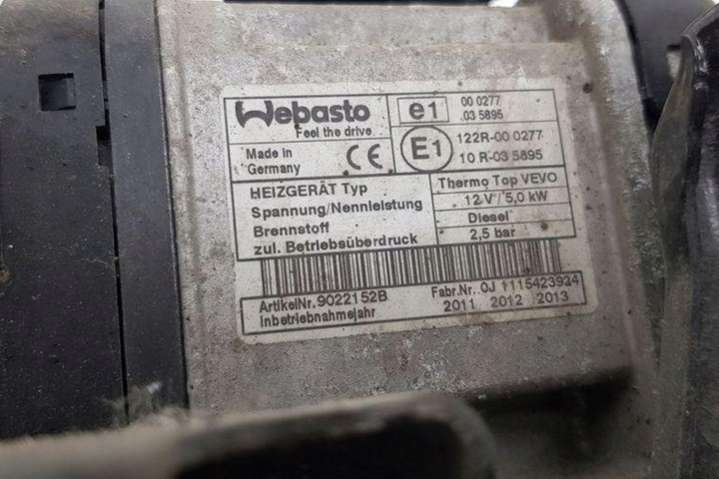 Webasto
Feel the drive
e1
00 0277
.03 5895
Made in
Germany
CE
E1
122R-00 0277
10 R-03 5895
HEIZGERÄT Typ
Thermo Top VEVO
Spannung/Nennleistung
12 V / 5,0 kW
Brennstoff
Diesel
zul. Betriebsüberdruck
2,5 bar
ArtikelNr. 9022152B
Fabr.Nr. 0J 1115423924
Inbetriebnahmejahr
2011 2012 2013